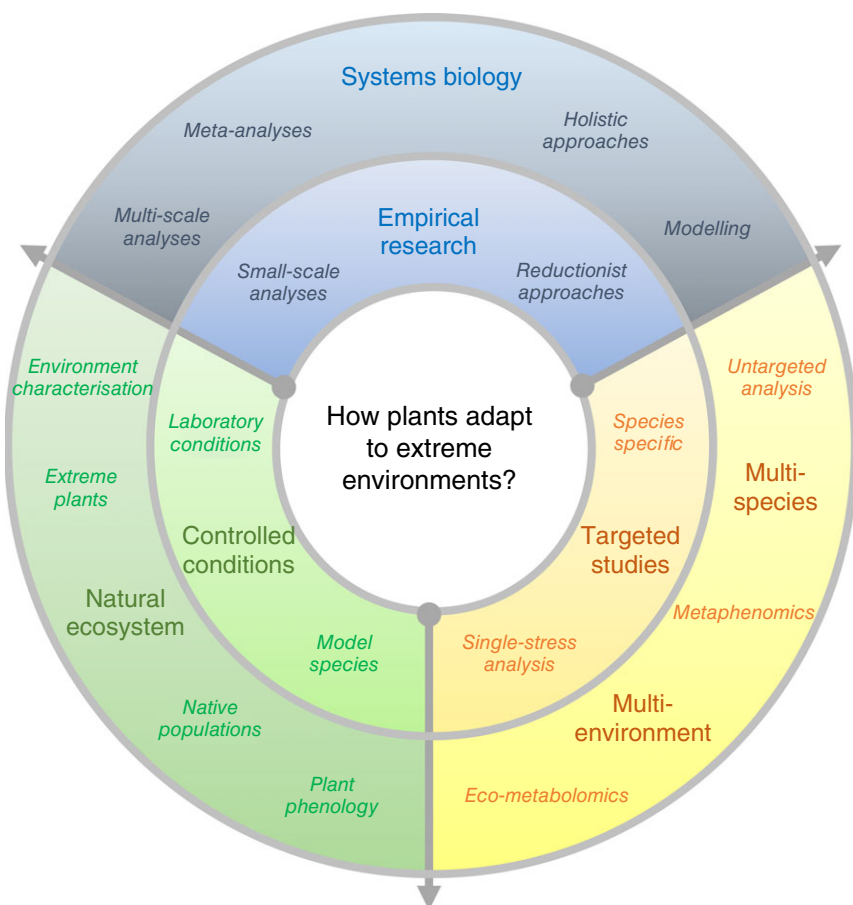 Systems biology
Meta-analyses
Holistic
approaches
Multi-scale
analyses
Modelling
Empirical
research
Small-scale
analyses
Reductionist
approaches
Environment
characterisation
Extreme
plants
Natural
ecosystem
Native
populations
Plant
phenology
Laboratory
conditions
Controlled
conditions
Model
species
How plants adapt
to extreme
environments?
Species
specific
Targeted
studies
Single-stress
analysis
Untargeted
analysis
Multi-
species
Metaphenomics
Multi-
environment
Eco-metabolomics